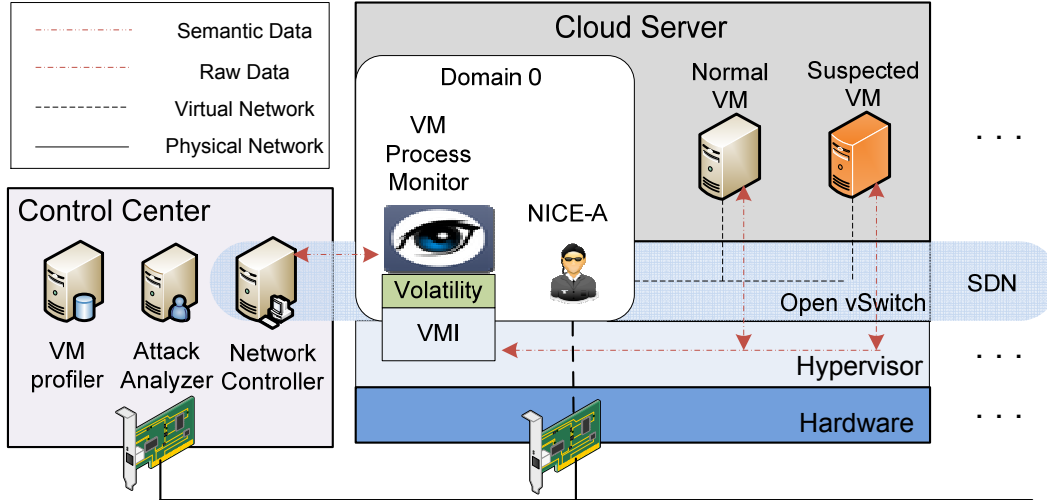 Semantic Data
Raw Data
Virtual Network
Physical Network
Cloud Server
Domain 0
VM
Process
Monitor
NICE-A
Volatility
VMI
Normal
VM
Suspected
VM
. . .
Control Center
VM
profiler
Attack
Analyzer
Network
Controller
SDN
Open vSwitch
Hypervisor
. . .
Hardware
. . .